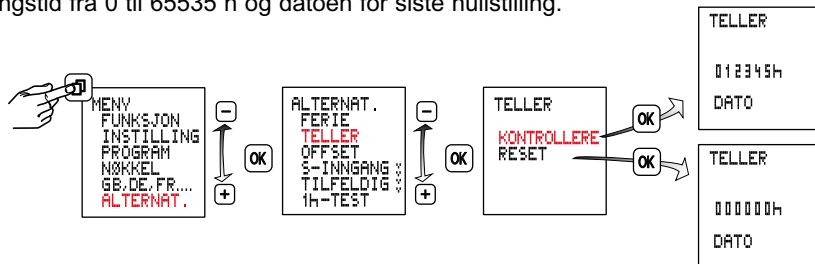 ngstid fra 0 til 65535 h og datoen for siste nullstilling.
MENY
FUNKSJON
INSTILLING
PROGRAM
NØKKEL
GB,DE,FR....
ALTERNAT.
−
OK
+
ALTERNAT.
FERIE
TELLER
OFFSET
S-INNGANG
TILFELDIG
1h-TEST
−
OK
+
TELLER
KONTROLLERE
RESET
OK
OK
TELLER
012345h
DATO
TELLER
000000h
DATO